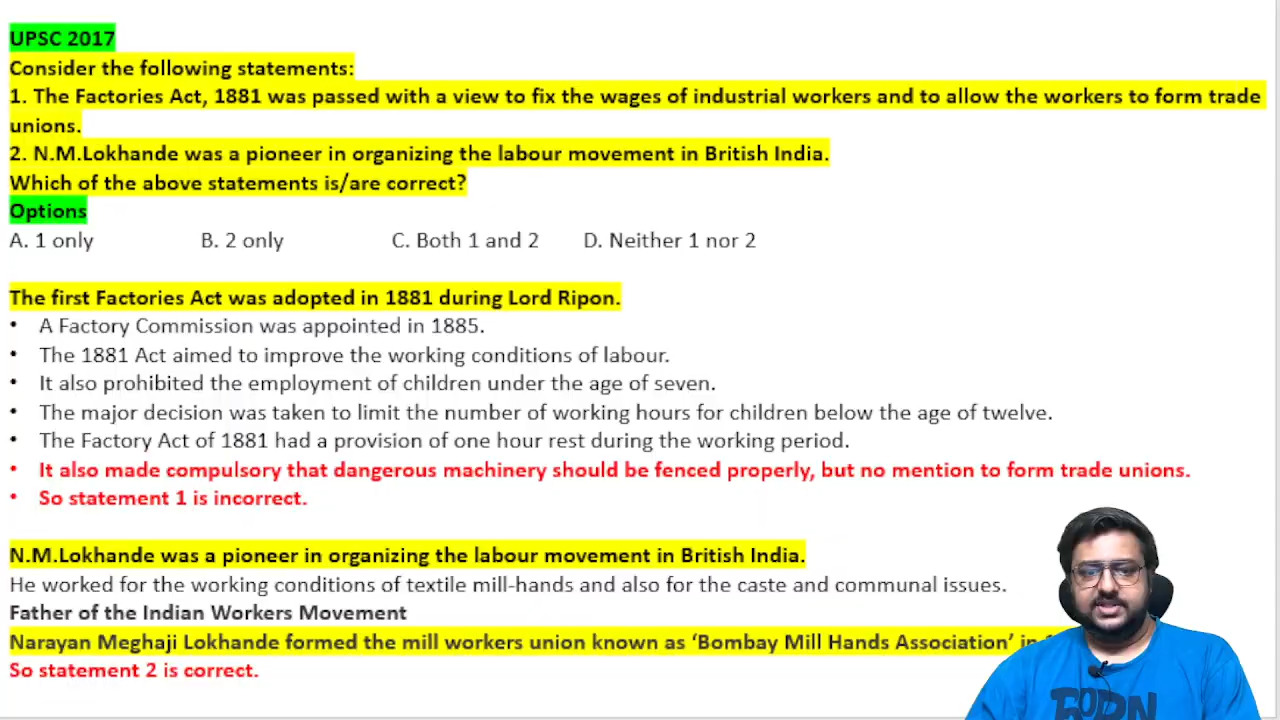 UPSC 2017
Consider the following statements:
1. The Factories Act, 1881 was passed with a view to fix the wages of industrial workers and to allow the workers to form trade
unions.
2. N.M.Lokhande was a pioneer in organizing the labour movement in British India.
Which of the above statements is/are correct?
Options
A. 1 only B. 2 only C. Both 1 and 2 D. Neither 1 nor 2
The first Factories Act was adopted in 1881 during Lord Ripon.
• A Factory Commission was appointed in 1885.
• The 1881 Act aimed to improve the working conditions of labour.
• It also prohibited the employment of children under the age of seven.
• The major decision was taken to limit the number of working hours for children below the age of twelve.
• The Factory Act of 1881 had a provision of one hour rest during the working period.
• It also made compulsory that dangerous machinery should be fenced properly, but no mention to form trade unions.
• So statement 1 is incorrect.
N.M.Lokhande was a pioneer in organizing the labour movement in British India.
He worked for the working conditions of textile mill-hands and also for the caste and communal issues.
Father of the Indian Workers Movement
Narayan Meghaji Lokhande formed the mill workers union known as ‘Bombay Mill Hands Association’ in
So statement 2 is correct.